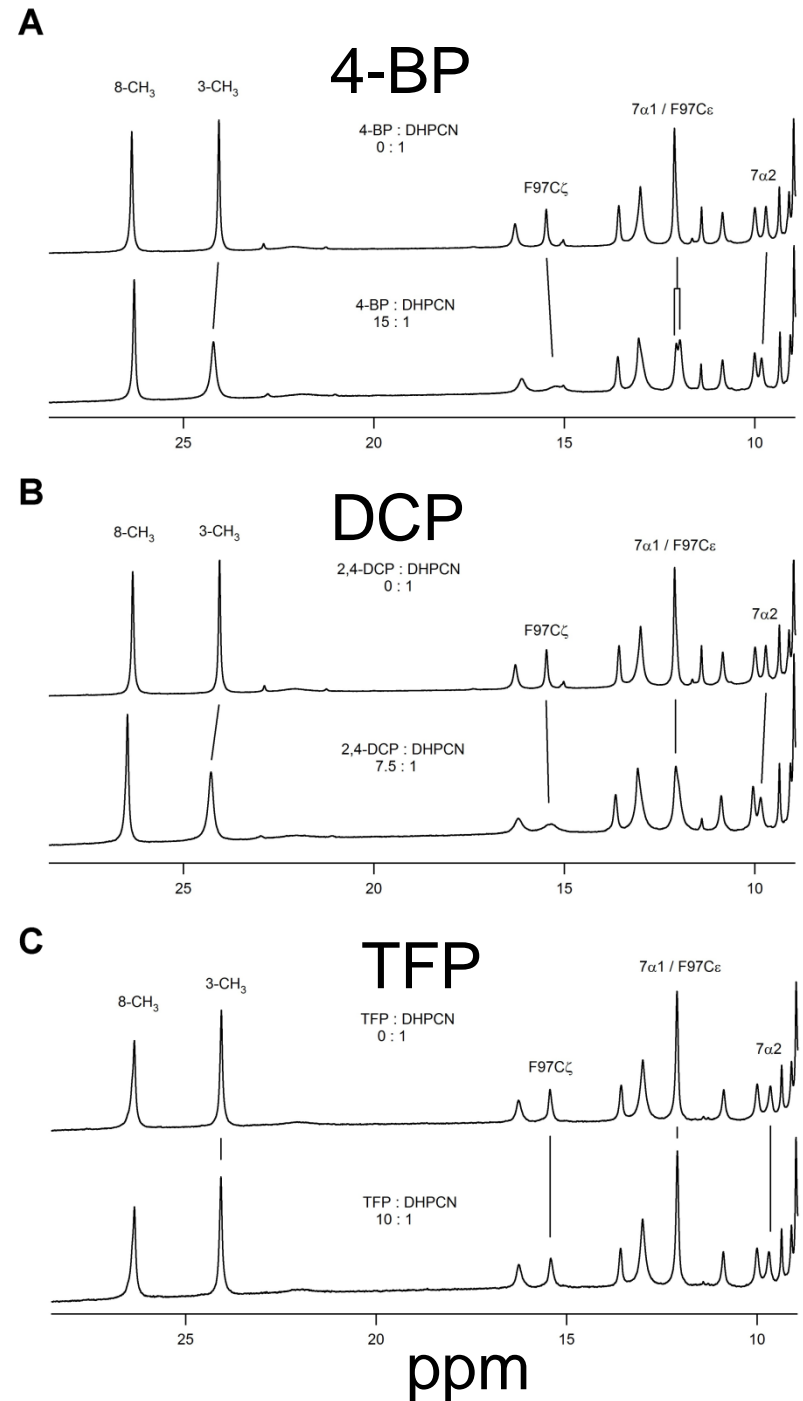 A
4-BP
8-CH₃
3-CH₃
7α1 / F97Cε
4-BP : DHPCN
0 : 1
F97Cζ
7α2
4-BP : DHPCN
15 : 1
25 20 15 10
B
DCP
8-CH₃
3-CH₃
7α1 / F97Cε
2,4-DCP : DHPCN
0 : 1
F97Cζ
7α2
2,4-DCP : DHPCN
7.5 : 1
25 20 15 10
C
TFP
7α1 / F97Cε
3-CH₃
8-CH₃
TFP : DHPCN
0 : 1
7α2
F97Cζ
TFP : DHPCN
10 : 1
25 20 15 10
ppm